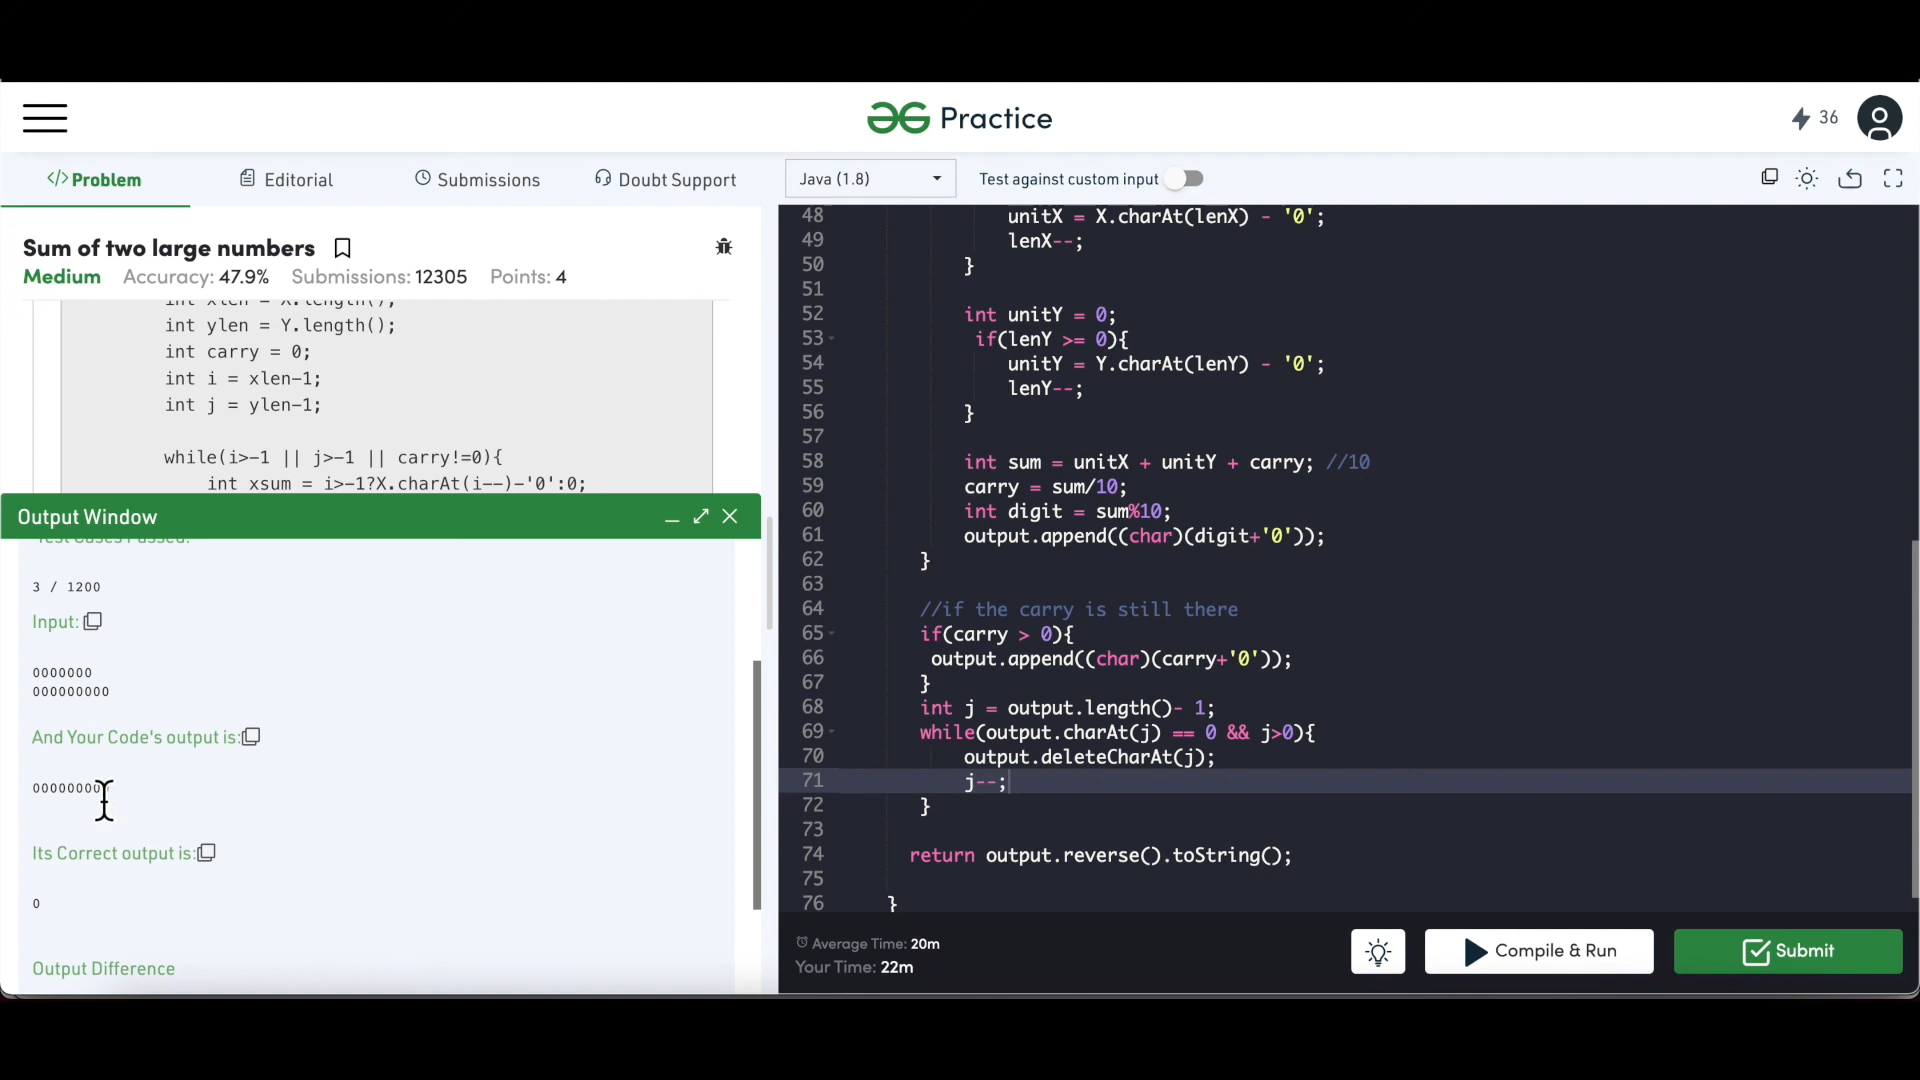 Practice
36
</> Problem
Editorial
Submissions
Doubt Support
Java (1.8)
Test against custom input
Sum of two large numbers
Medium Accuracy: 47.9% Submissions: 12305 Points: 4
int xlen = X.length();
int ylen = Y.length();
int carry = 0;
int i = xlen-1;
int j = ylen-1;
while(i>-1 || j>-1 || carry!=0){
int xsum = i>-1?X.charAt(i--)-'0':0;
Output Window
Test Cases Passed:
3 / 1200
Input:
0000000
000000000
And Your Code's output is:
Its Correct output is:
0
Output Difference
48 unitX = X.charAt(lenX) - '0';
49 lenX--;
50 }
51
52 int unitY = 0;
53 if(lenY >= 0){
54 unitY = Y.charAt(lenY) - '0';
55 lenY--;
56 }
57
58 int sum = unitX + unitY + carry; //10
59 carry = sum/10;
60 int digit = sum%10;
61 output.append((char)(digit+'0'));
62 }
63
64 //if the carry is still there
65 if(carry > 0){
66 output.append((char)(carry+'0'));
67 }
68 int j = output.length()- 1;
69 while(output.charAt(j) == 0 && j>0){
70 output.deleteCharAt(j);
71 j--;
72 }
73
74 return output.reverse().toString();
75
76 }
Average Time: 20m
Your Time: 22m
Compile & Run
Submit